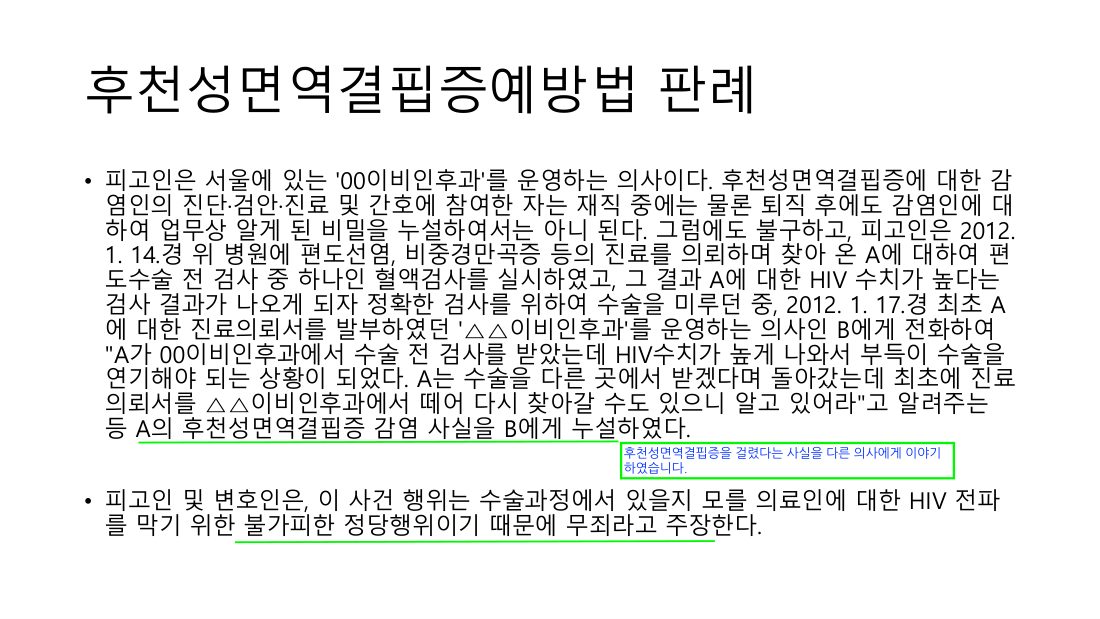 후천성면역결핍증예방법 판례
• 피고인은 서울에 있는 '00이비인후과'를 운영하는 의사이다. 후천성면역결핍증에 대한 감
염인의 진단·검안·진료 및 간호에 참여한 자는 재직 중에는 물론 퇴직 후에도 감염인에 대
하여 업무상 알게 된 비밀을 누설하여서는 아니 된다. 그럼에도 불구하고, 피고인은 2012.
1. 14.경 위 병원에 편도선염, 비중격만곡증 등의 진료를 의뢰하며 찾아 온 A에 대하여 편
도수술 전 검사 중 하나인 혈액검사를 실시하였고, 그 결과 A에 대한 HIV 수치가 높다는
검사 결과가 나오게 되자 정확한 검사를 위하여 수술을 미루던 중, 2012. 1. 17.경 최초 A
에 대한 진료의뢰서를 발부하였던 '△△이비인후과'를 운영하는 의사인 B에게 전화하여
"A가 00이비인후과에서 수술 전 검사를 받았는데 HIV수치가 높게 나와서 부득이 수술을
연기해야 되는 상황이 되었다. A는 수술을 다른 곳에서 받겠다며 돌아갔는데 최초에 진료
의뢰서를 △△이비인후과에서 떼어 다시 찾아갈 수도 있으니 알고 있어라"고 알려주는
등 A의 후천성면역결핍증 감염 사실을 B에게 누설하였다.
후천성면역결핍증을 걸렸다는 사실을 다른 의사에게 이야기
하였습니다.
• 피고인 및 변호인은, 이 사건 행위는 수술과정에서 있을지 모를 의료인에 대한 HIV 전파
를 막기 위한 불가피한 정당행위이기 때문에 무죄라고 주장한다.